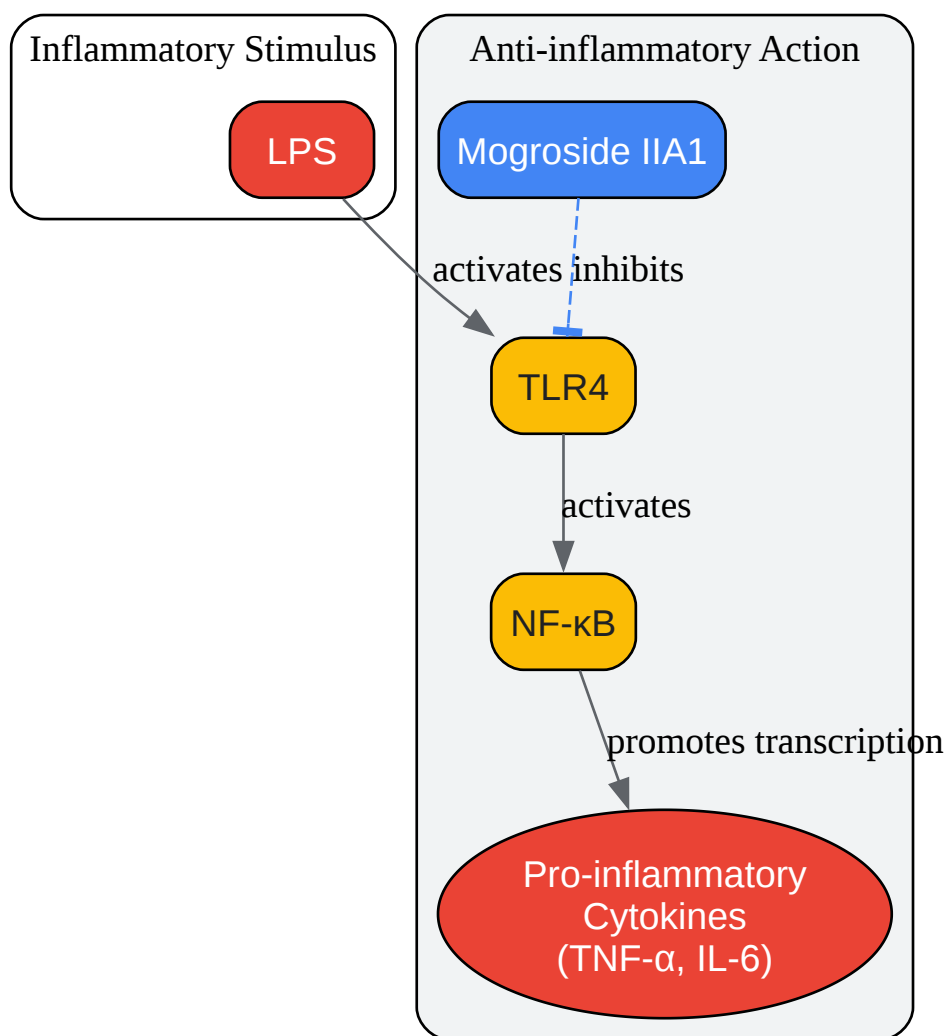 Inflammatory Stimulus
Anti-inflammatory Action
LPS
Mogroside IIA1
activates
inhibits
TLR4
activates
NF-κB
promotes transcription
Pro-inflammatory
Cytokines
(TNF-α, IL-6)